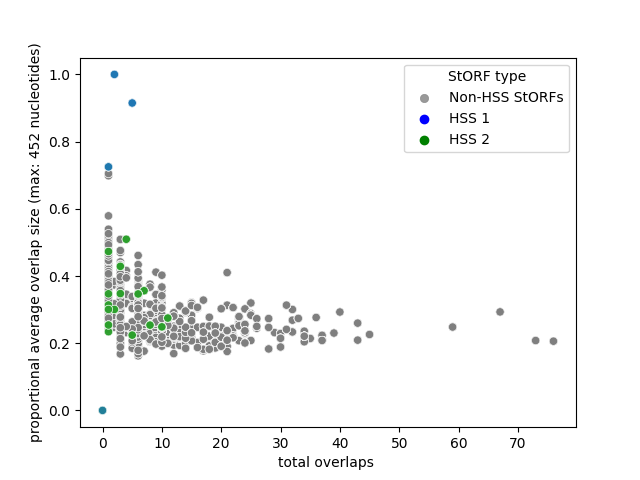 StORF type
Non-HSS StORFs
HSS 1
HSS 2
proportional average overlap size (max: 452 nucleotides)
1.0
0.8
0.6
0.4
0.2
0.0
0 10 20 30 40 50 60 70
total overlaps